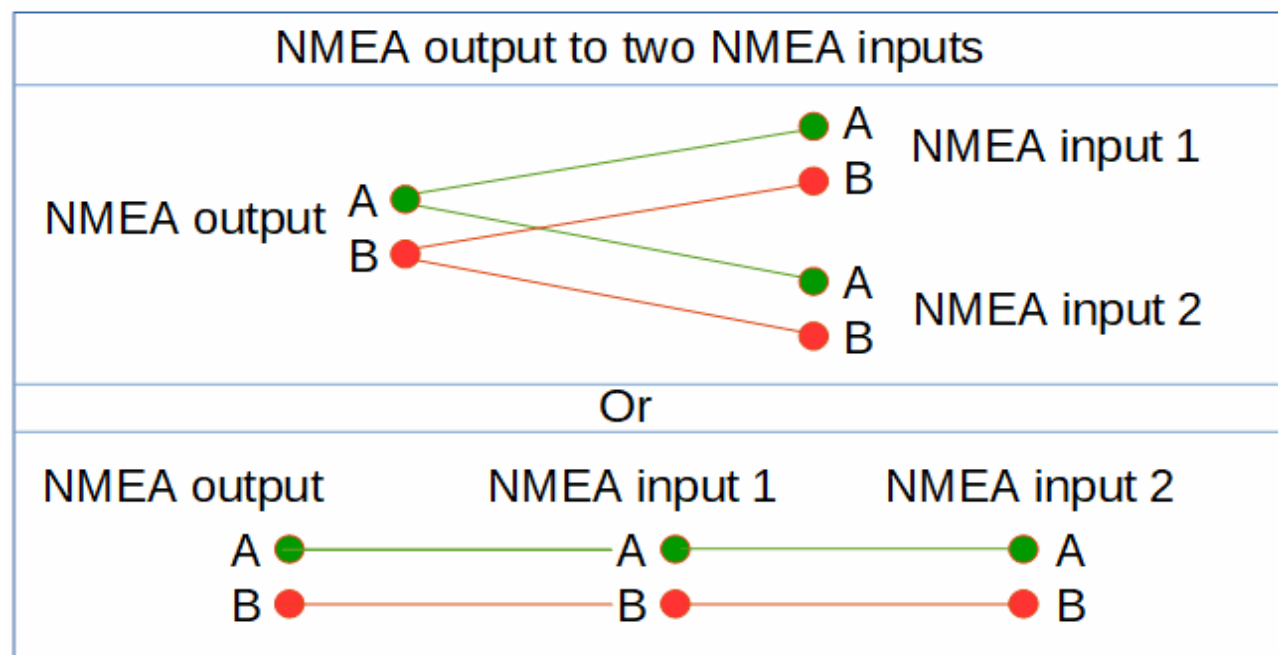 NMEA output to two NMEA inputs
A
NMEA input 1
B
A
NMEA output
B
A
NMEA input 2
B
Or
NMEA output NMEA input 1 NMEA input 2
A A A
B B B